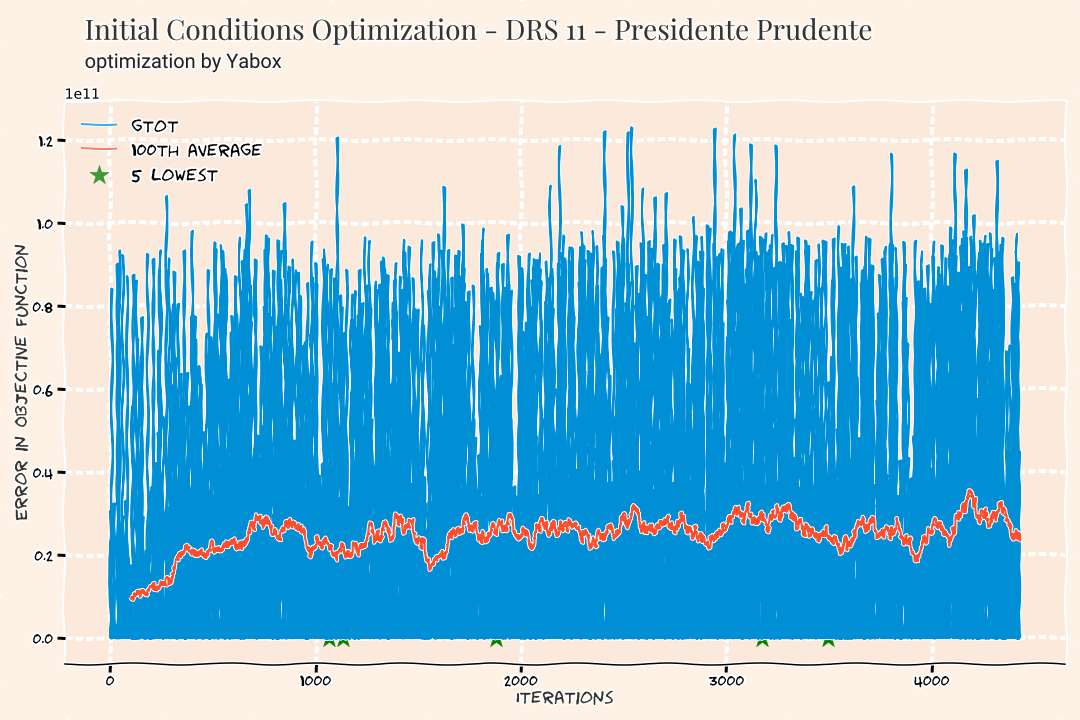 Initial Conditions Optimization - DRS 11 - Presidente Prudente
optimization by Yabox
1e11
GTOT
100TH AVERAGE
5 LOWEST
1.2
1.0
0.8
0.6
0.4
0.2
0.0
ERROR IN OBJECTIVE FUNCTION
0 1000 2000 3000 4000
ITERATIONS